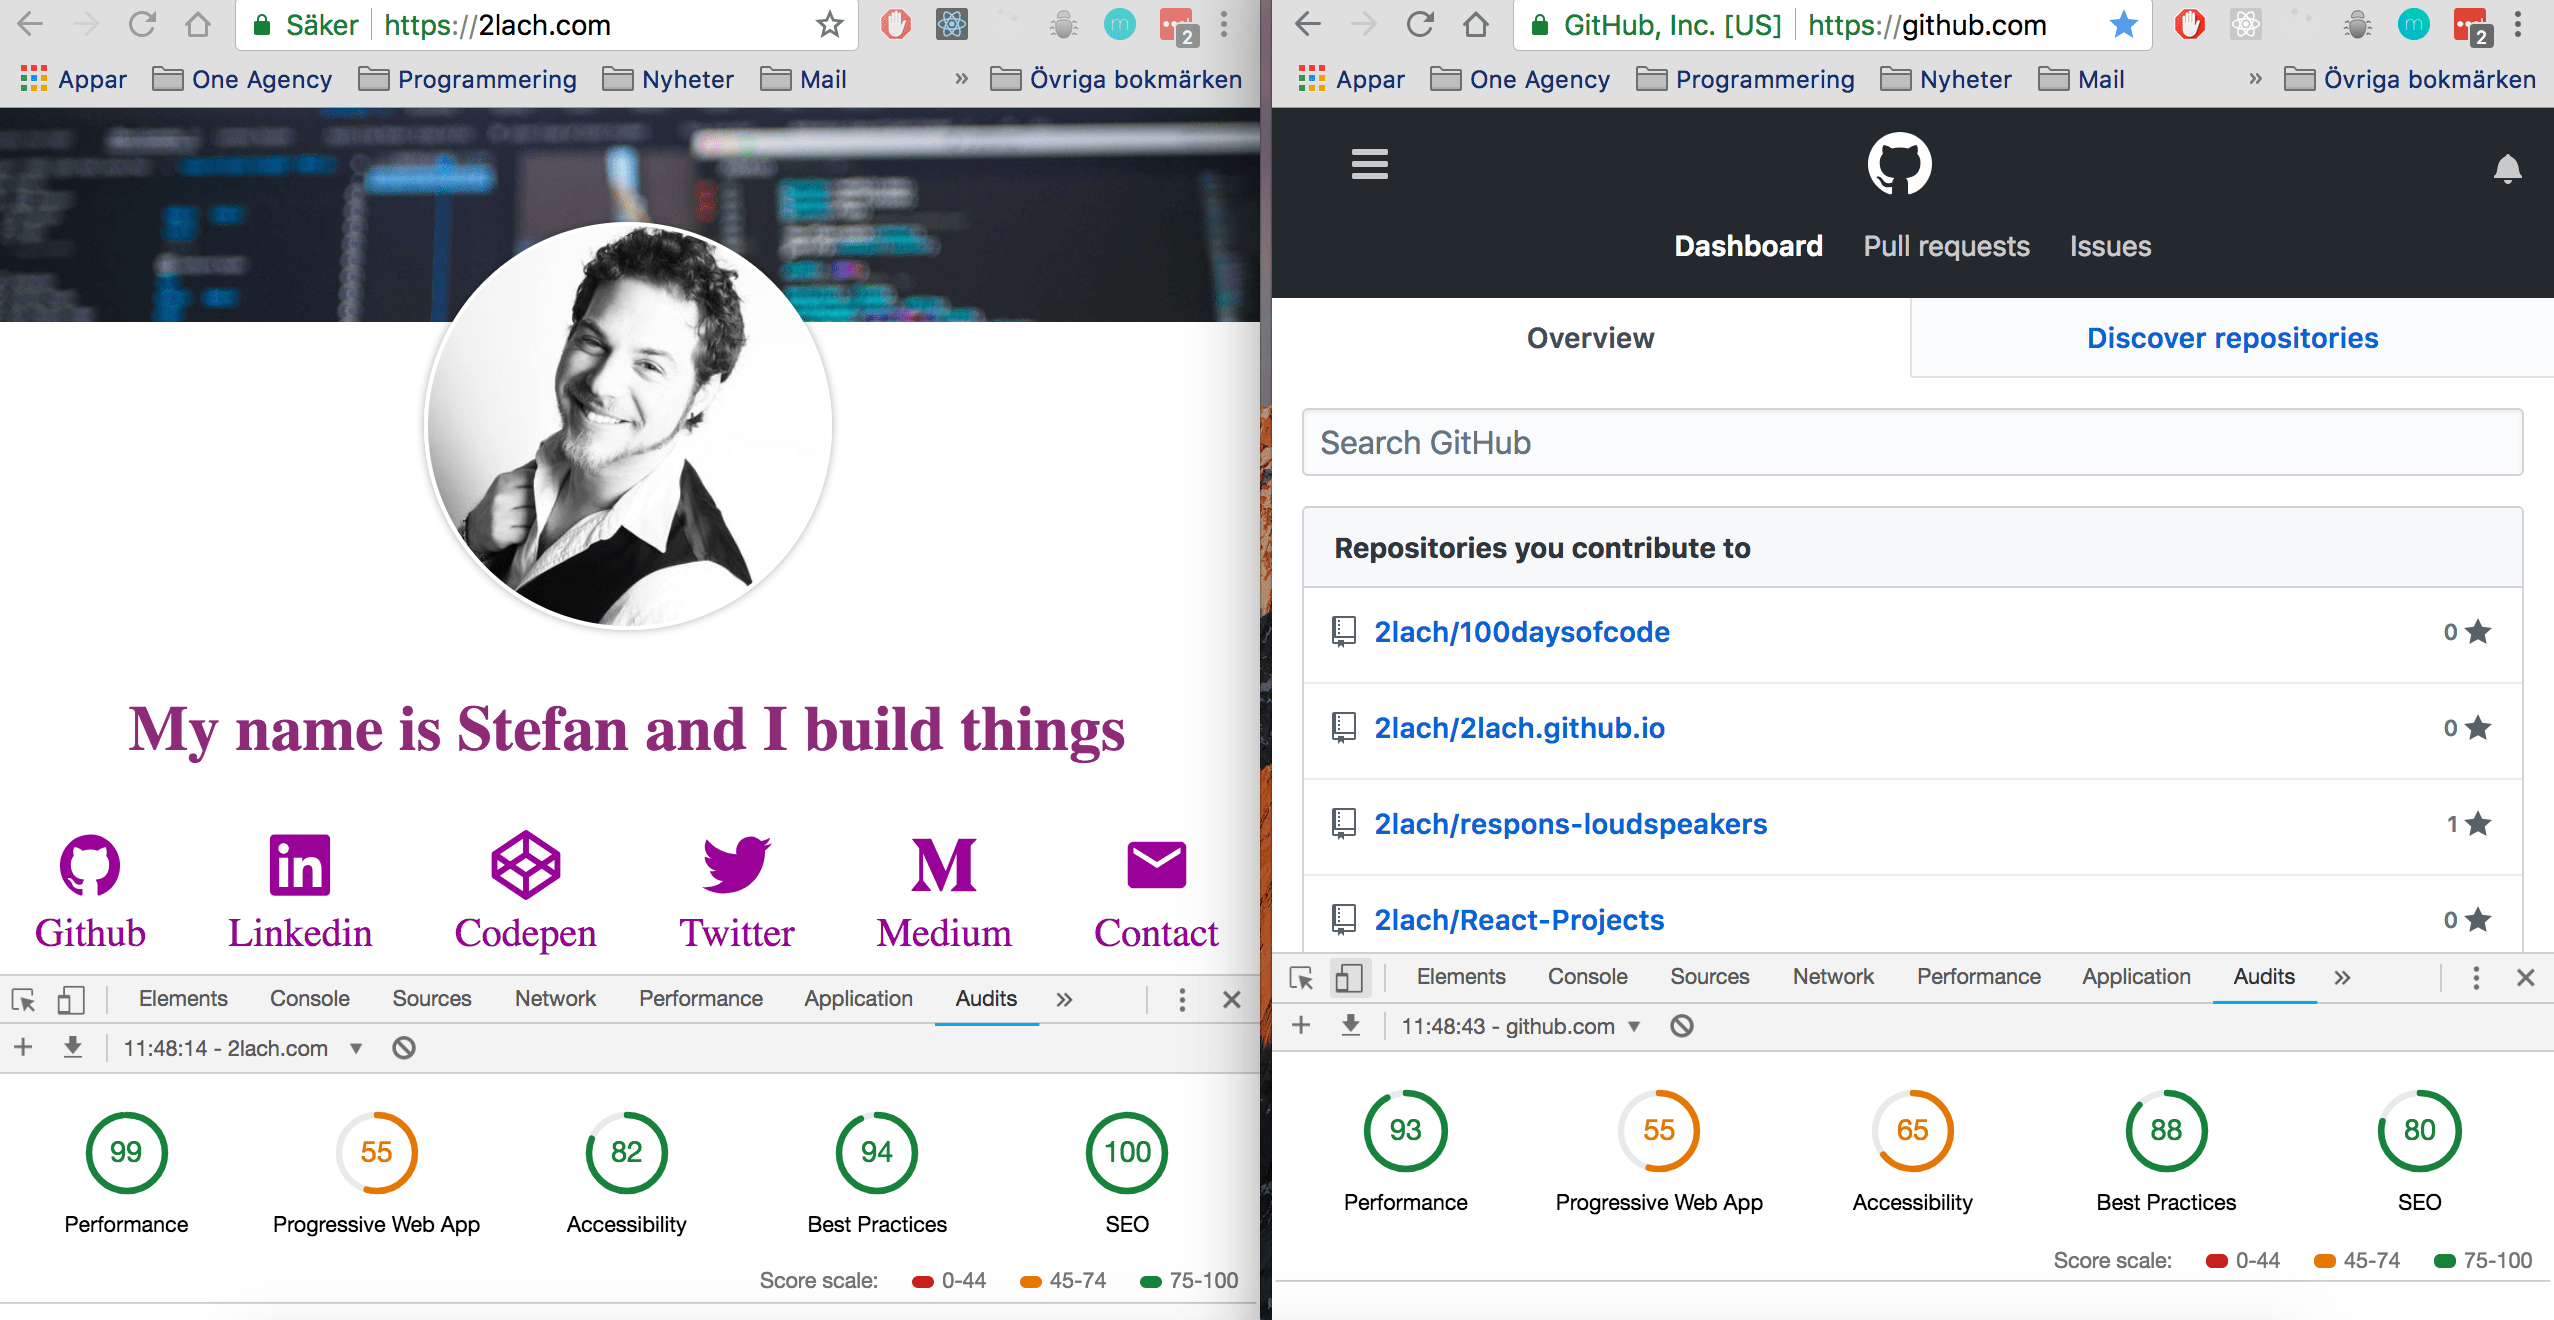 Säker https://2lach.com
2
Appar One Agency Programmering Nyheter Mail » Övriga bokmärken
My name is Stefan and I build things
Github Linkedin Codepen Twitter Medium Contact
Elements Console Sources Network Performance Application Audits »
11:48:14 - 2lach.com
99 55 82 94 100
Performance Progressive Web App Accessibility Best Practices SEO
Score scale: 0-44 45-74 75-100
GitHub, Inc. [US] https://github.com
m 2
Appar One Agency Programmering Nyheter Mail » Övriga bokmärken
Dashboard Pull requests Issues
Overview Discover repositories
Search GitHub
Repositories you contribute to
2lach/100daysofcode 0
2lach/2lach.github.io 0
2lach/respons-loudspeakers 1
2lach/React-Projects 0
Elements Console Sources Network Performance Application Audits »
11:48:43 - github.com
93 55 65 88 80
Performance Progressive Web App Accessibility Best Practices SEO
Score scale: 0-44 45-74 75-100